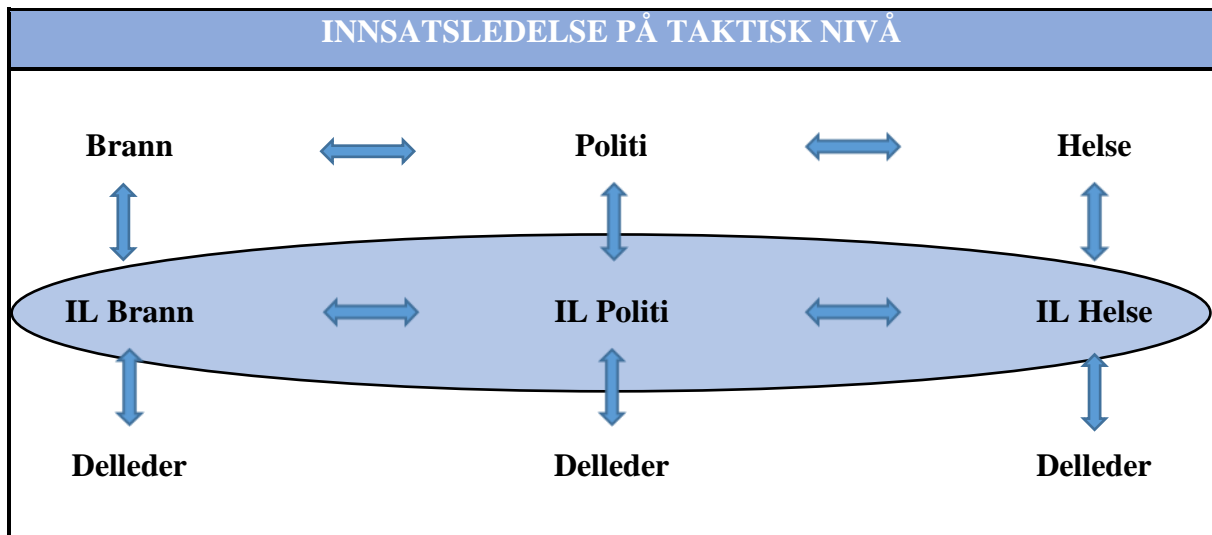 INNSATSLEDELSE PÅ TAKTISK NIVÅ
Brann Politi Helse
IL Brann IL Politi IL Helse
Delleder Delleder Delleder